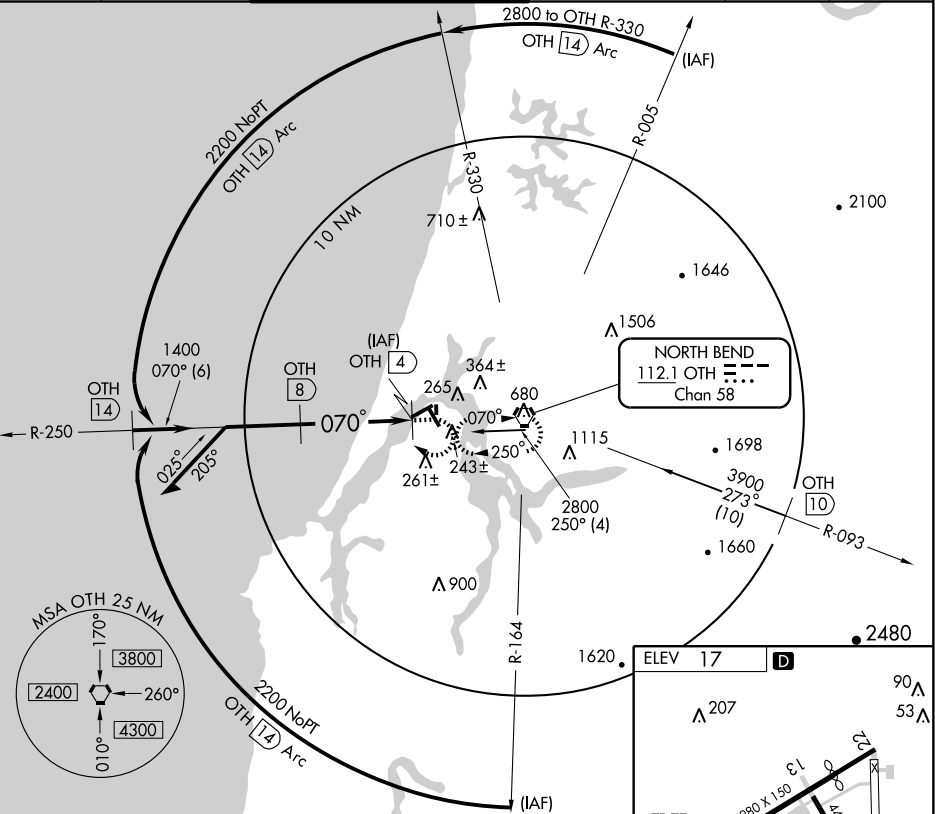 2800 to OTH R-330
OTH 14 Arc
(IAF)
2200 NoPT
OTH 14 Arc
R-005
R-330
10 NM
710 ±
2100
1646
1506
NORTH BEND
112.1 OTH
Chan 58
(IAF)
OTH 4
364±
265
680
1400
070° (6)
OTH
14
OTH
8
070°
070°
R-250
025°
205°
250°
243±
261±
1115
1698
3900
273°
(10)
OTH
10
R-093
2800
250° (4)
1660
900
R-164
1620
2480
MSA OTH 25 NM
170°
3800
2400
260°
4300
010°
2200 NoPT
OTH 14 Arc
(IAF)
ELEV 17
D
90
53
207
22
13
X
280 X 150